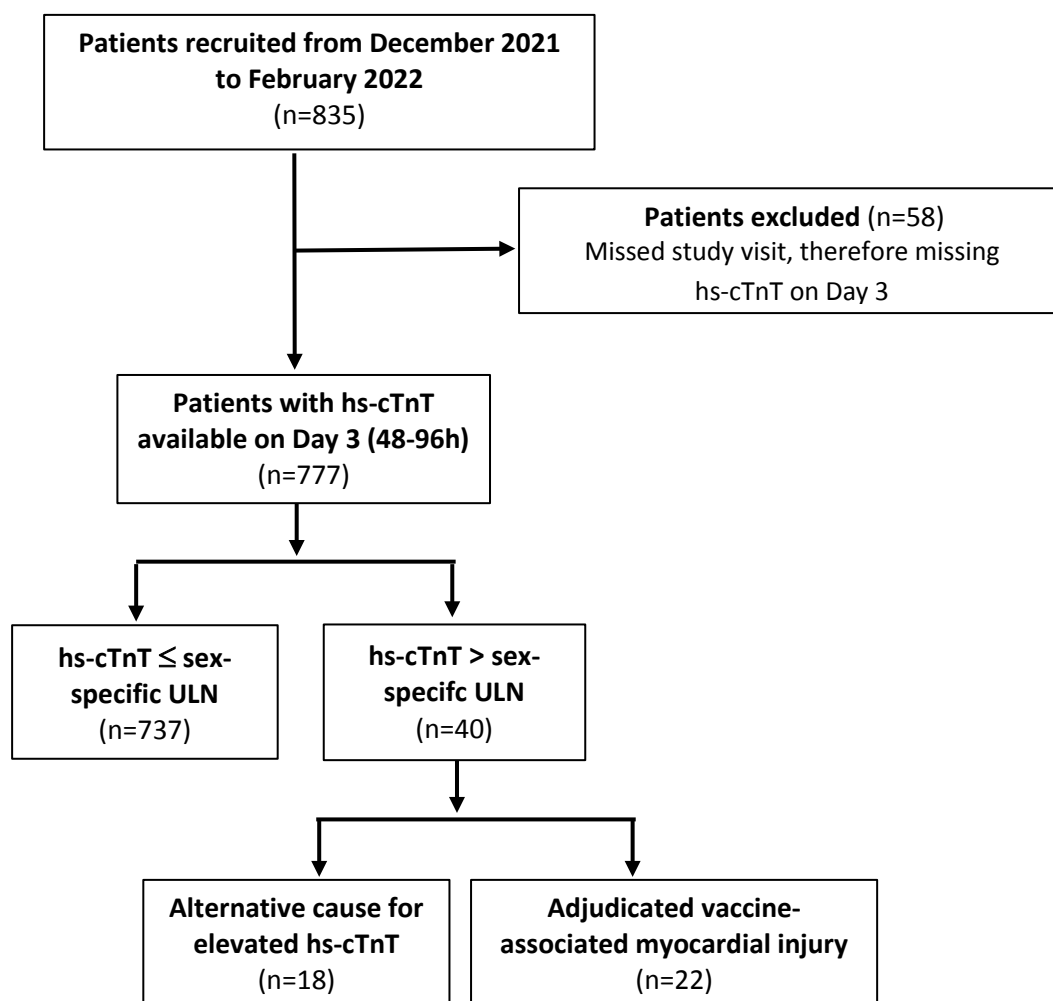 Patients recruited from December 2021
to February 2022
(n=835)
Patients excluded (n=58)
Missed study visit, therefore missing
hs-cTnT on Day 3
Patients with hs-cTnT
available on Day 3 (48-96h)
(n=777)
hs-cTnT ≤ sex-
specific ULN
(n=737)
hs-cTnT > sex-
specifc ULN
(n=40)
Alternative cause for
elevated hs-cTnT
(n=18)
Adjudicated vaccine-
associated myocardial injury
(n=22)